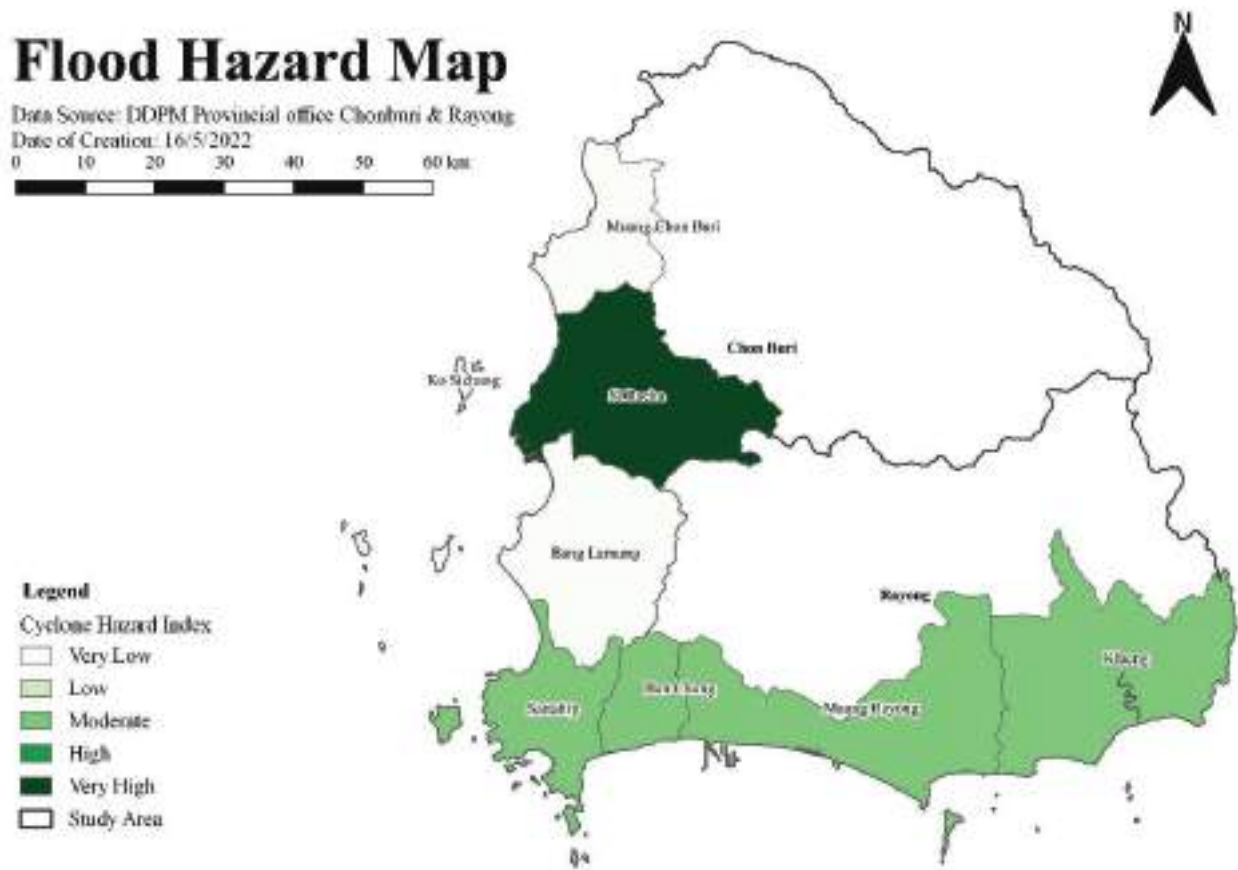 Flood Hazard Map
N
Data Source: DDPM Provincial office Chonburi & Rayong
Date of Creation: 16/5/2022
0 10 20 30 40 50 60 km
Muang Chon Buri
Chon Buri
Ko Sichang
Bang Lamung
Rayong
Klaeng
Ban Chang
Sattahip
Muang Rayong
Legend
Cyclone Hazard Index
Very Low
Low
Moderate
High
Very High
Study Area